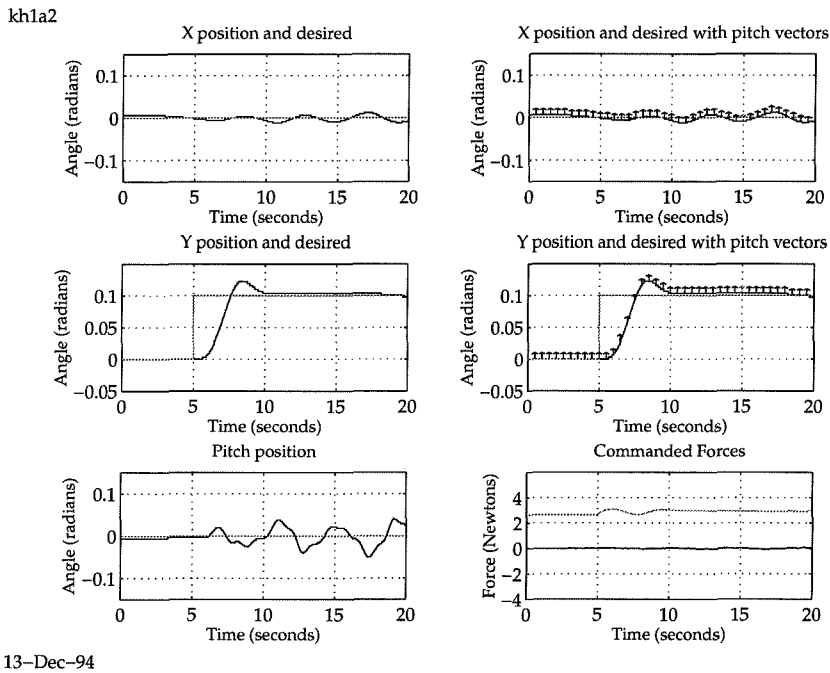 kh1a2
X position and desired
Angle (radians)
0.1
0
−0.1
0 5 10 15 20
Time (seconds)
X position and desired with pitch vectors
Angle (radians)
0.1
0
−0.1
0 5 10 15 20
Time (seconds)
Y position and desired
Angle (radians)
0.1
0.05
0
−0.05
0 5 10 15 20
Time (seconds)
Y position and desired with pitch vectors
Angle (radians)
0.1
0.05
0
−0.05
0 5 10 15 20
Time (seconds)
Pitch position
Angle (radians)
0.1
0
−0.1
0 5 10 15 20
Time (seconds)
Commanded Forces
Force (Newtons)
4
2
0
−2
−4
0 5 10 15 20
Time (seconds)
13−Dec−94